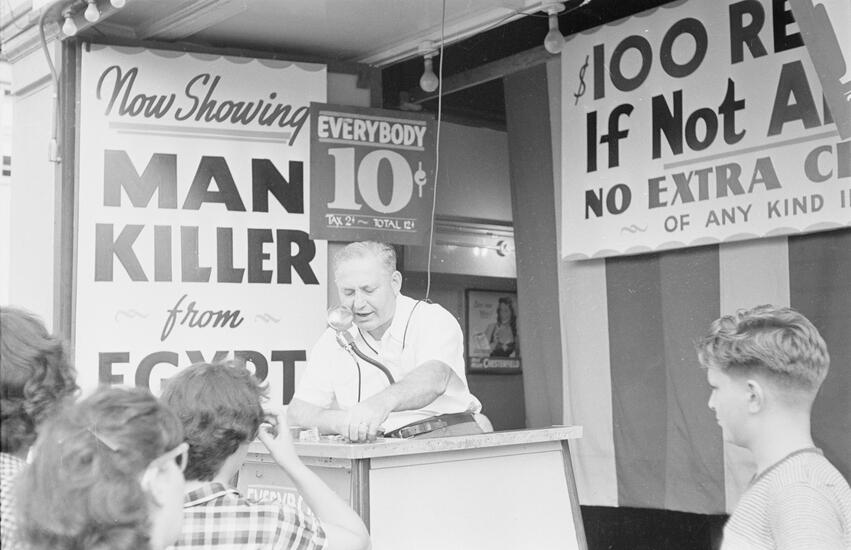 Now Showing
MAN
KILLER
from
EGYPT
EVERYBODY
10¢
TAX 2¢ ~ TOTAL 12¢
$100 RE
If Not A
NO EXTRA C
OF ANY KIND I
CHESTERFIELD